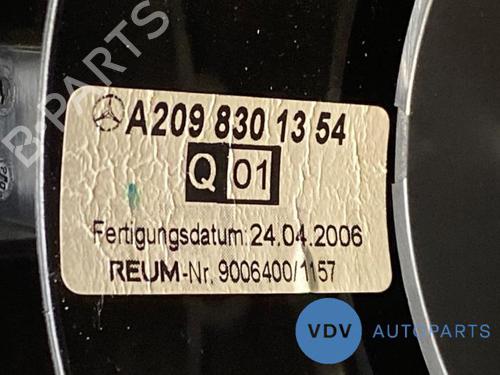 B-PARTS
A209 830 13 54
Q 01
Fertigungsdatum: 24.04.2006
REUM-Nr. 9006400/1157
VDV AUTOPARTS